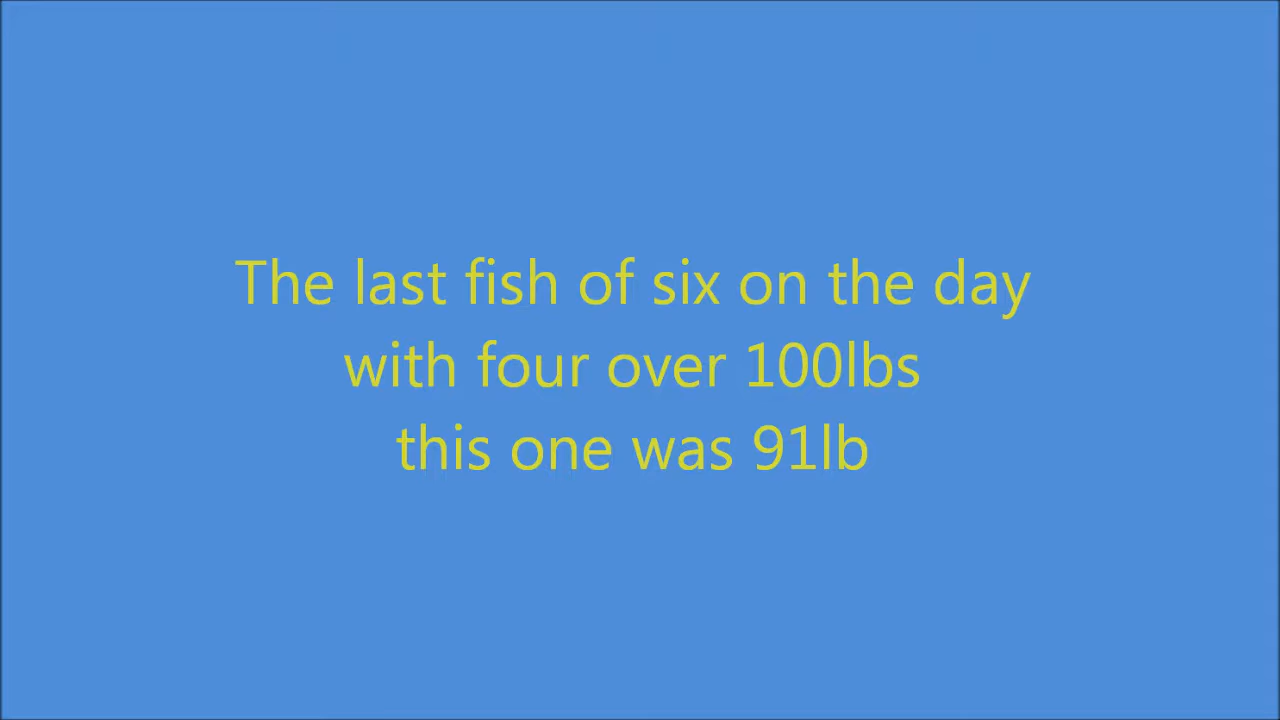 The last fish of six on the day
with four over 100lbs
this one was 91lb